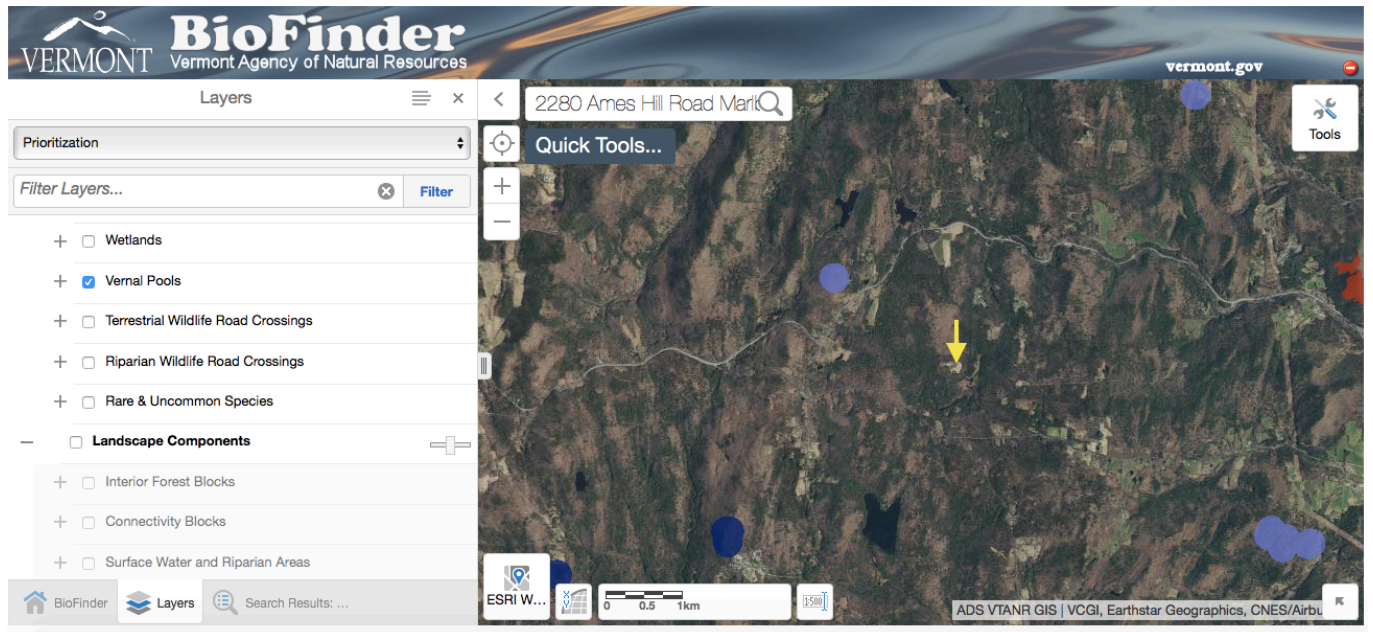 VERMONT
BioFinder
Vermont Agency of Natural Resources
vermont.gov
Layers
Prioritization
Filter Layers...
Filter
Wetlands
Vernal Pools
Terrestrial Wildlife Road Crossings
Riparian Wildlife Road Crossings
Rare & Uncommon Species
Landscape Components
Interior Forest Blocks
Connectivity Blocks
Surface Water and Riparian Areas
BioFinder
Layers
Search Results: ...
2280 Ames Hill Road Marlb
Quick Tools...
Tools
ESRI W...
X Y
0 0.5 1km
1:500
ADS VTANR GIS | VCGI, Earthstar Geographics, CNES/Airbu